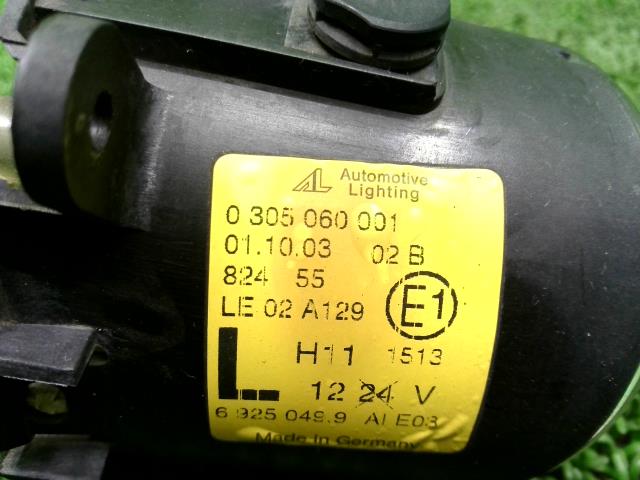 AL Automotive
Lighting
0 305 060 001
01.10.03 02 B
824 55
LE 02 A129 E1
L H11 1513
12 24 V
6 925 049.9 AI E03
Made in Germany